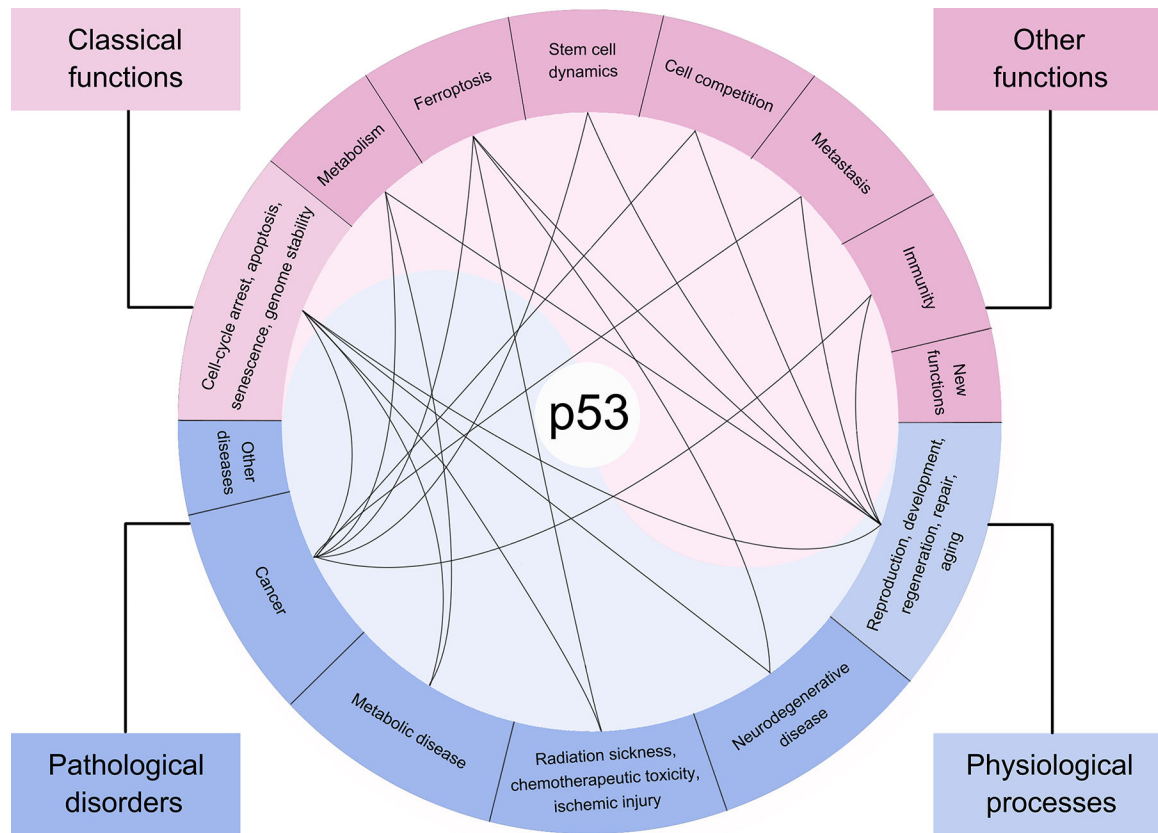 Classical
functions
Other
functions
Stem cell
dynamics
Cell competition
Ferroptosis
Metabolism
Metastasis
Immunity
New
functions
Cell-cycle arrest, apoptosis,
senescence, genome stability
p53
Other
diseases
Cancer
Metabolic disease
Radiation sickness,
chemotherapeutic toxicity,
ischemic injury
Neurodegenerative
disease
Reproduction, development,
regeneration, repair,
aging
Pathological
disorders
Physiological
processes